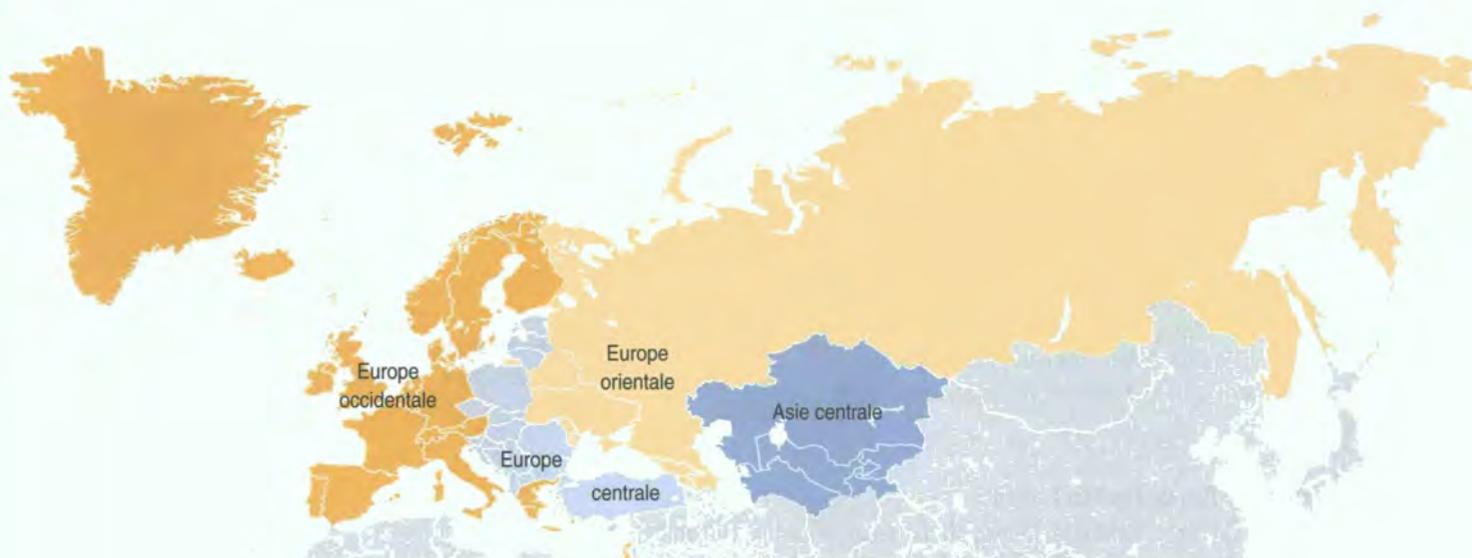 Europe
occidentale
Europe
orientale
Asie centrale
Europe
centrale